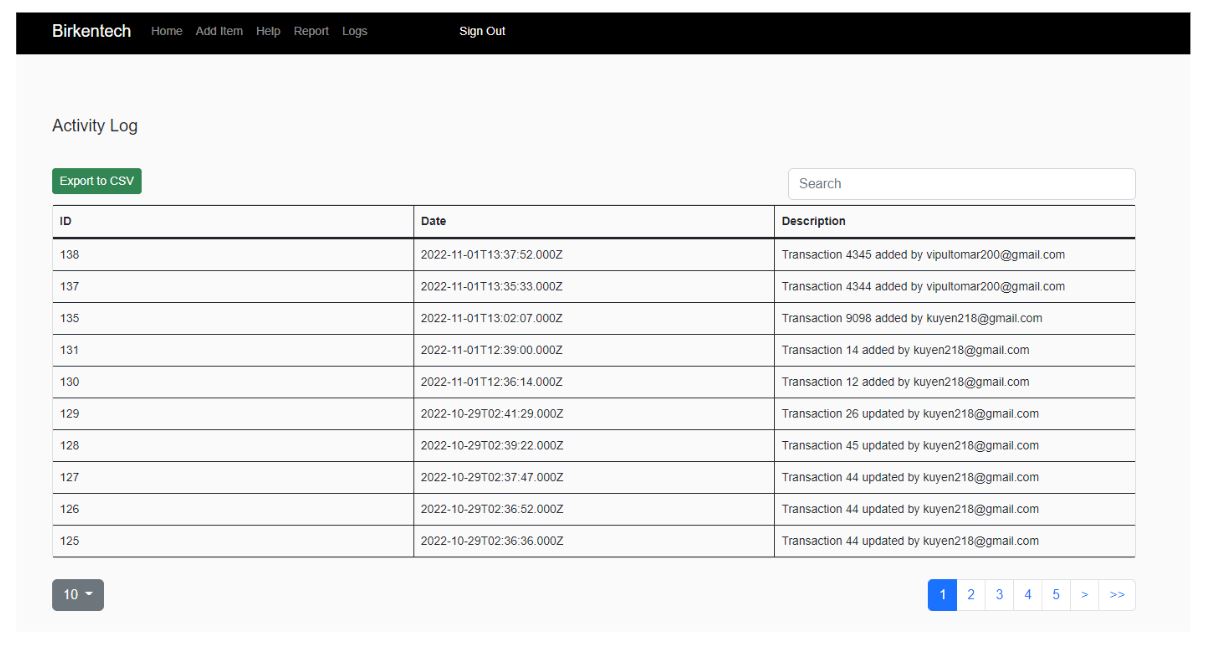 Birkentech Home Add Item Help Report Logs Sign Out
Activity Log
Export to CSV Search
ID Date Description
138 2022-11-01T13:37:52.000Z Transaction 4345 added by vipultomar200@gmail.com
137 2022-11-01T13:35:33.000Z Transaction 4344 added by vipultomar200@gmail.com
135 2022-11-01T13:02:07.000Z Transaction 9098 added by kuyen218@gmail.com
131 2022-11-01T12:39:00.000Z Transaction 14 added by kuyen218@gmail.com
130 2022-11-01T12:36:14.000Z Transaction 12 added by kuyen218@gmail.com
129 2022-10-29T02:41:29.000Z Transaction 26 updated by kuyen218@gmail.com
128 2022-10-29T02:39:22.000Z Transaction 45 updated by kuyen218@gmail.com
127 2022-10-29T02:37:47.000Z Transaction 44 updated by kuyen218@gmail.com
126 2022-10-29T02:36:52.000Z Transaction 44 updated by kuyen218@gmail.com
125 2022-10-29T02:36:36.000Z Transaction 44 updated by kuyen218@gmail.com
10 1 2 3 4 5 > >>